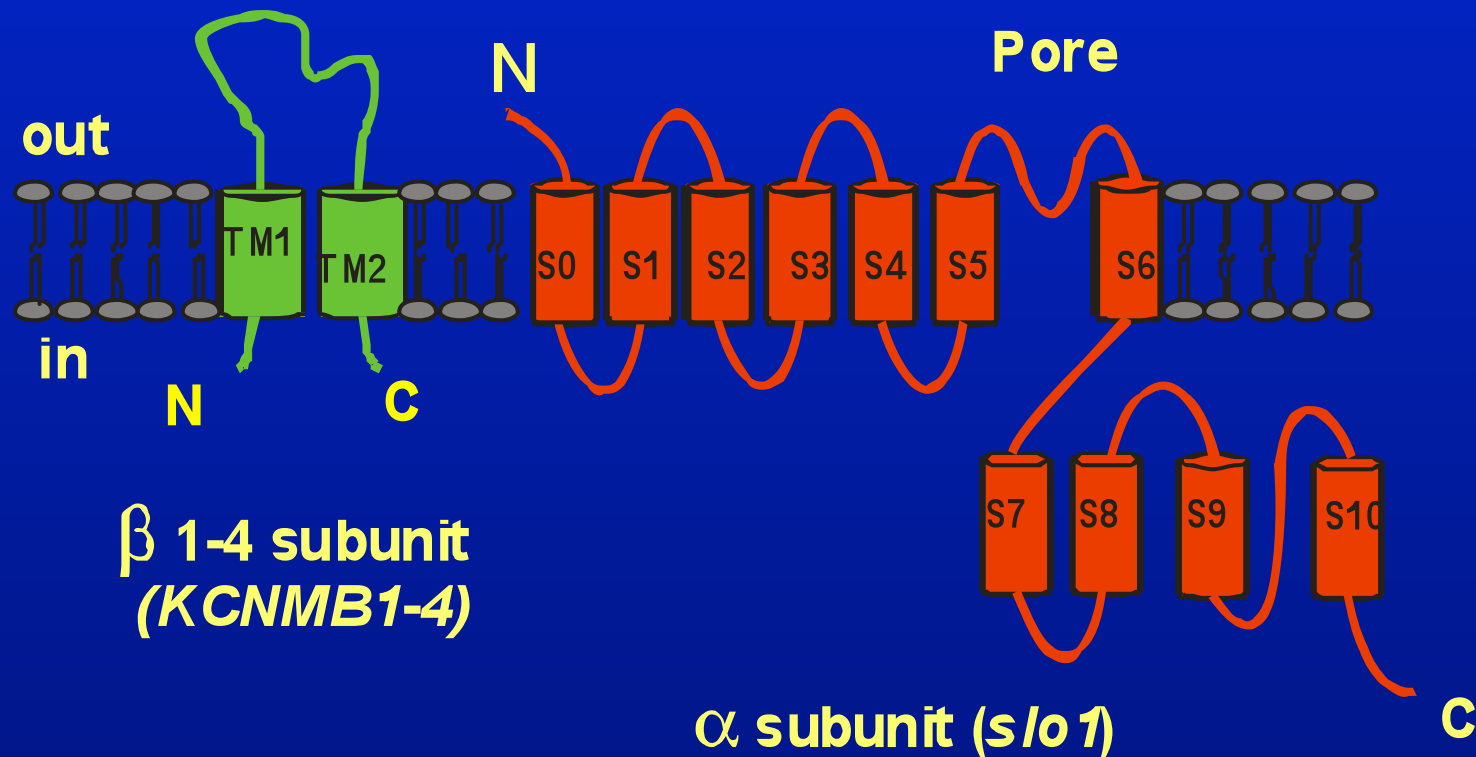 N
Pore
out
TM1
TM2
S0
S1
S2
S3
S4
S5
S6
in
N
C
S7
S8
S9
S10
β 1-4 subunit
(KCNMB1-4)
α subunit (slo1)
C